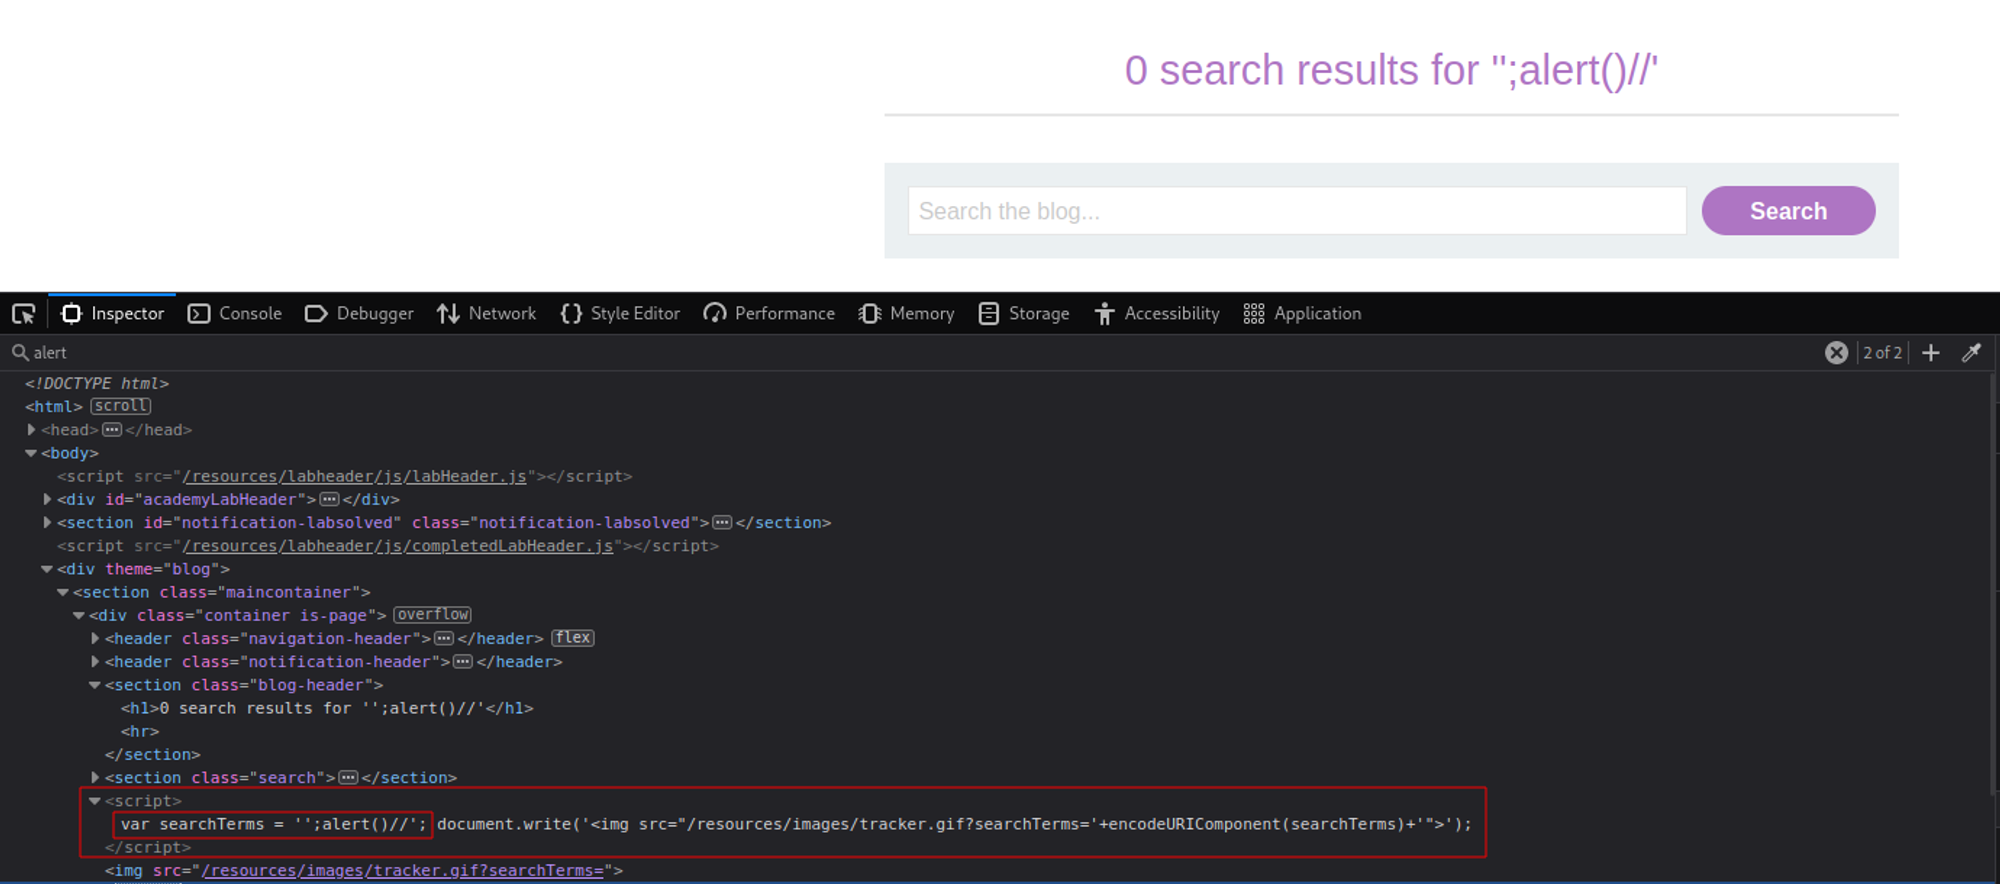 0 search results for '';alert()//'
Search the blog...
Search
Inspector Console Debugger Network Style Editor Performance Memory Storage Accessibility Application
alert 2 of 2
<!DOCTYPE html>
<html> scroll
<head> ··· </head>
<body>
<script src="/resources/labheader/js/labHeader.js"></script>
<div id="academyLabHeader"> ··· </div>
<section id="notification-labsolved" class="notification-labsolved"> ··· </section>
<script src="/resources/labheader/js/completedLabHeader.js"></script>
<div theme="blog">
<section class="maincontainer">
<div class="container is-page"> overflow
<header class="navigation-header"> ··· </header> flex
<header class="notification-header"> ··· </header>
<section class="blog-header">
<h1>0 search results for '';alert()//'</h1>
<hr>
</section>
<section class="search"> ··· </section>
<script>
var searchTerms = '';alert()//'; document.write('<img src="/resources/images/tracker.gif?searchTerms='+encodeURIComponent(searchTerms)+'">');
</script>
<img src="/resources/images/tracker.gif?searchTerms=">